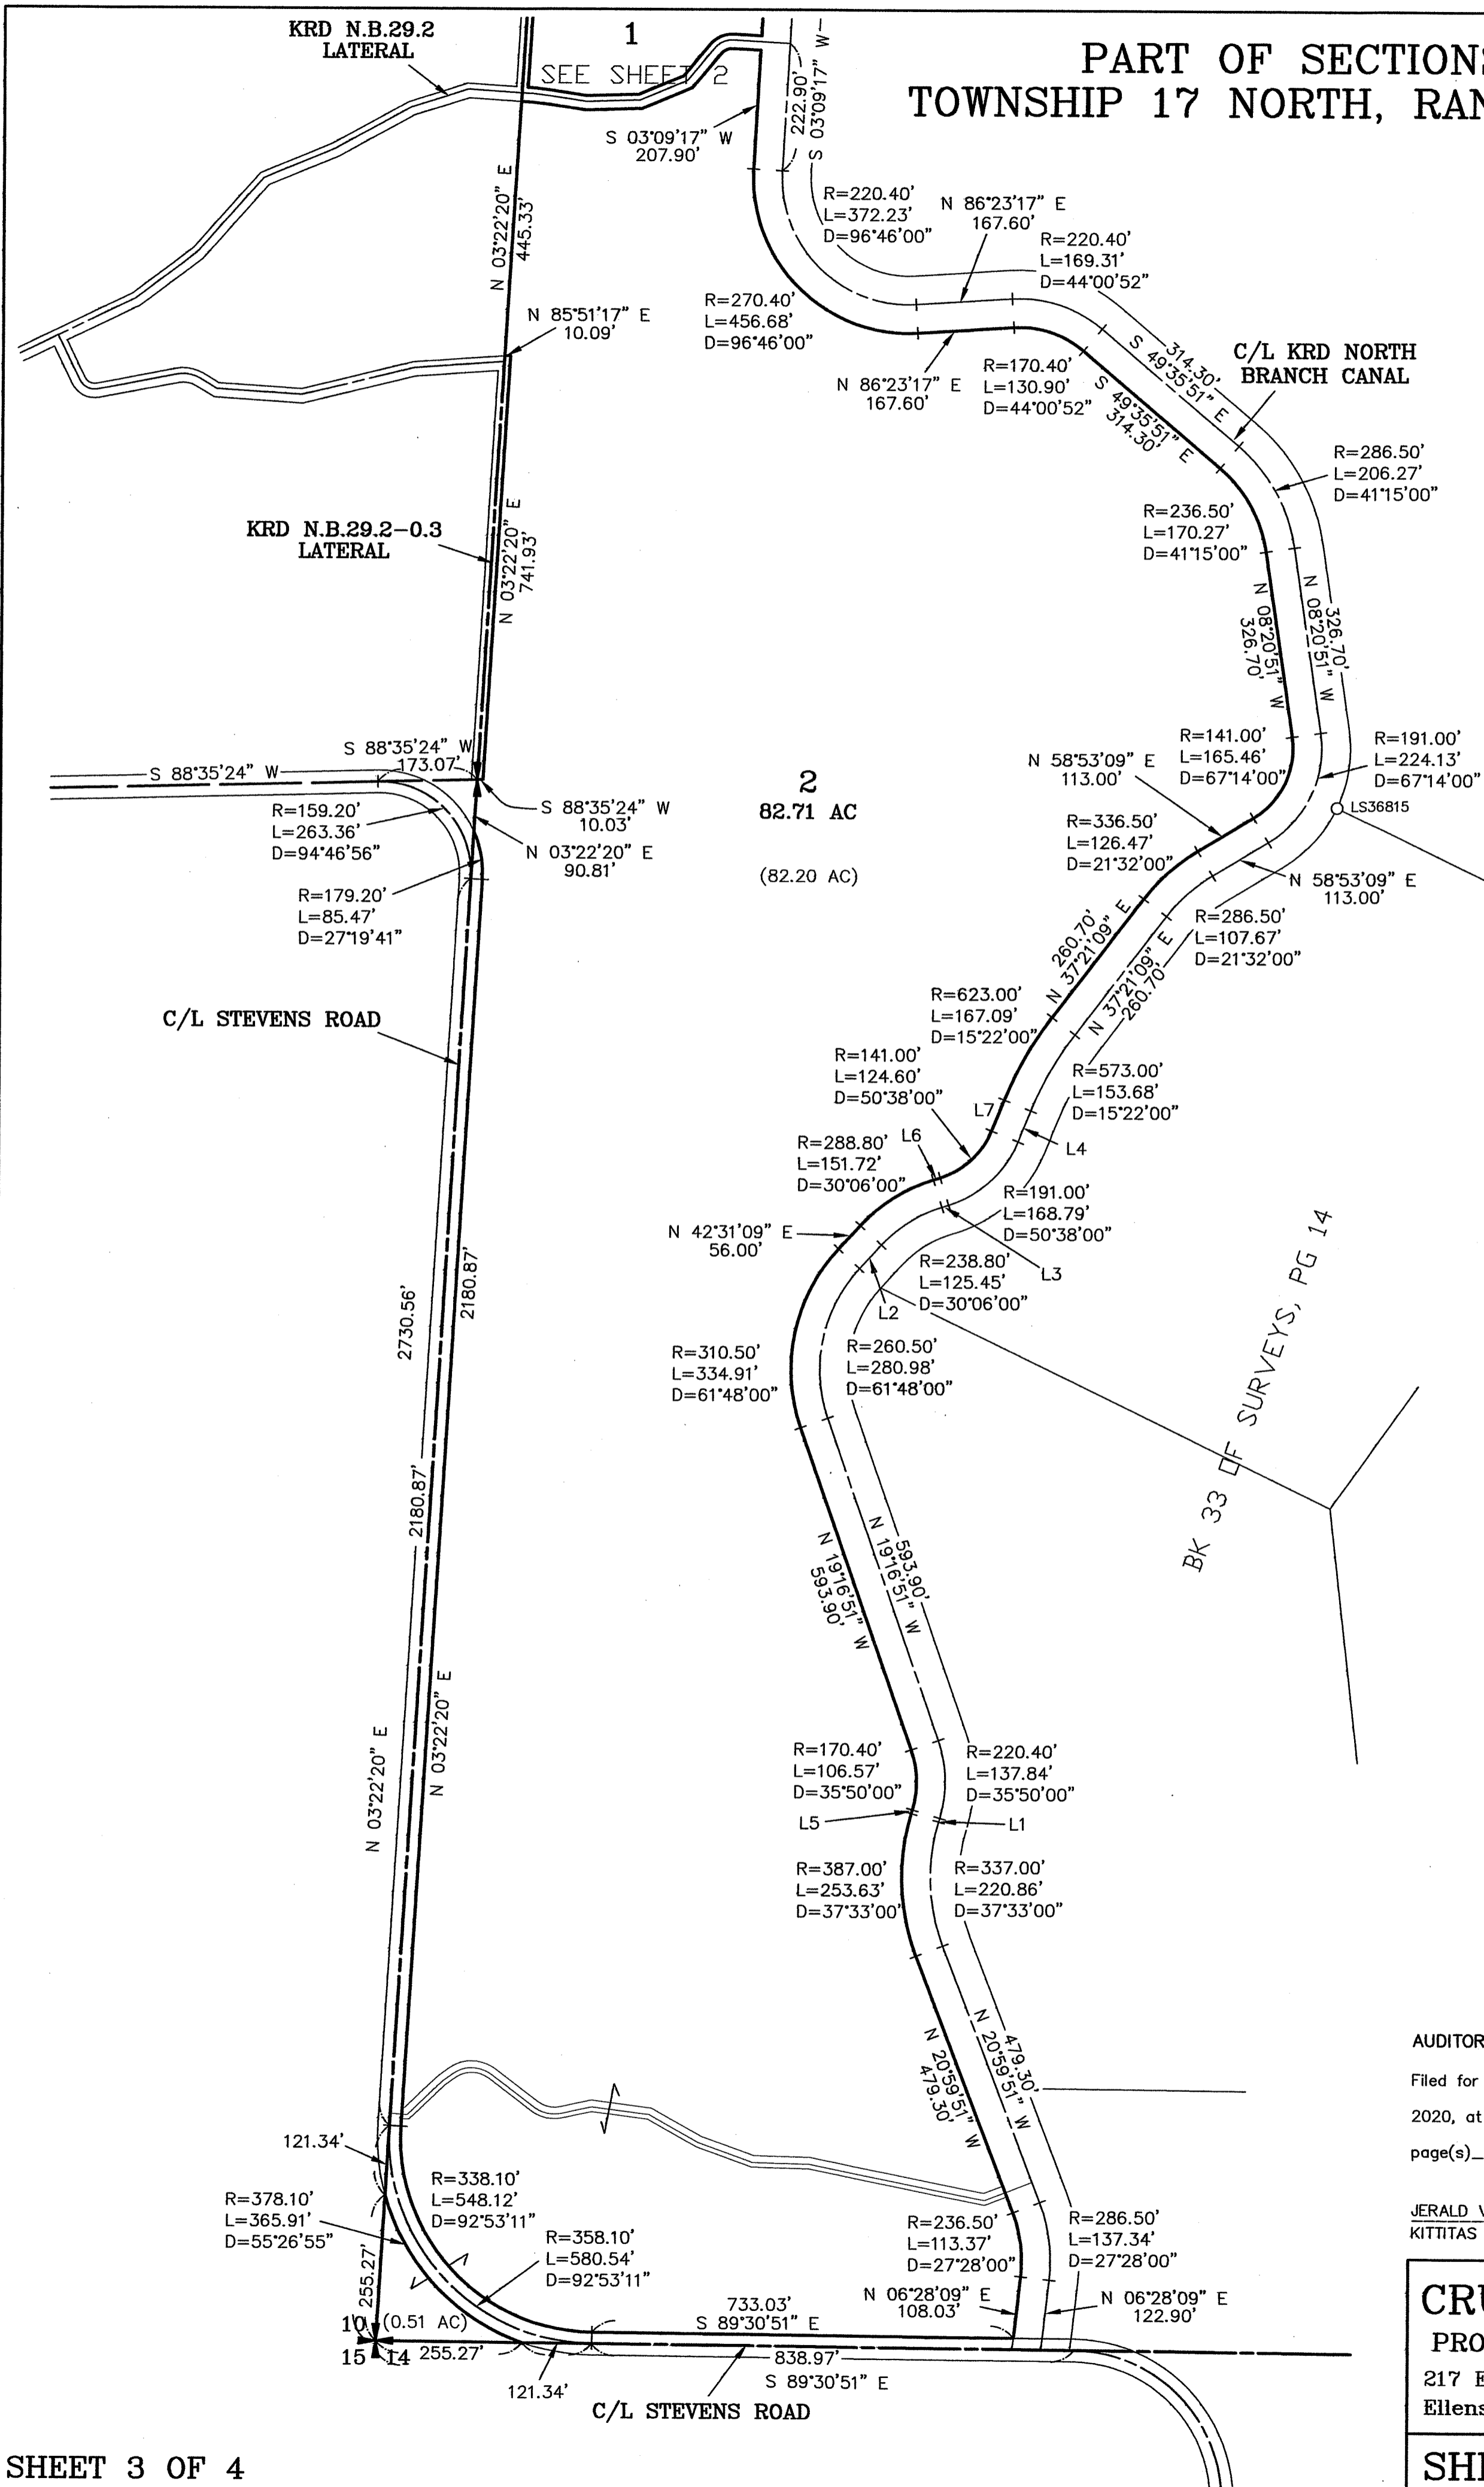 KRD N.B.29.2
LATERAL
1
SEE SHEET 2
PART OF SECTIONS
TOWNSHIP 17 NORTH,
222.90'
S 03°09'17" W
S 03°09'17" W
207.90'
N 03°22'20" E
445.33'
R=220.40'
L=372.23'
D=96°46'00"
N 86°23'17" E
167.60'
R=220.40'
L=169.31'
D=44°00'52"
R=270.40'
L=456.68'
D=96°46'00"
N 85°51'17" E
10.09'
N 86°23'17" E
167.60'
R=170.40'
L=130.90'
D=44°00'52"
314.30'
S 49°35'51" E
S 49°35'51" E
314.30'
C/L KRD NORTH
BRANCH CANAL
R=286.50'
L=206.27'
D=41°15'00"
KRD N.B.29.2-0.3
LATERAL
N 03°22'20" E
741.93'
R=236.50'
L=170.27'
D=41°15'00"
326.70'
N 08°20'51" W
N 08°20'51" W
326.70'
S 88°35'24" W
S 88°35'24" W
173.07'
S 88°35'24" W
10.03'
N 03°22'20" E
90.81'
R=159.20'
L=263.36'
D=94°46'56"
R=179.20'
L=85.47'
D=27°19'41"
2
82.71 AC
(82.20 AC)
N 58°53'09" E
113.00'
R=141.00'
L=165.46'
D=67°14'00"
R=191.00'
L=224.13'
D=67°14'00"
LS36815
R=336.50'
L=126.47'
D=21°32'00"
N 58°53'09" E
113.00'
R=286.50'
L=107.67'
D=21°32'00"
260.70'
N 37°21'09" E
N 37°21'09" E
260.70'
C/L STEVENS ROAD
R=623.00'
L=167.09'
D=15°22'00"
R=141.00'
L=124.60'
D=50°38'00"
R=573.00'
L=153.68'
D=15°22'00"
L7
L4
L6
R=288.80'
L=151.72'
D=30°06'00"
R=191.00'
L=168.79'
D=50°38'00"
N 42°31'09" E
56.00'
L3
R=238.80'
L=125.45'
D=30°06'00"
L2
2730.56'
2180.87'
R=310.50'
L=334.91'
D=61°48'00"
R=260.50'
L=280.98'
D=61°48'00"
BK 33 OF SURVEYS, PG 14
2180.87'
593.90'
N 19°16'51" W
N 19°16'51" W
593.90'
N 03°22'20" E
N 03°22'20" E
R=170.40'
L=106.57'
D=35°50'00"
R=220.40'
L=137.84'
D=35°50'00"
L5
L1
R=387.00'
L=253.63'
D=37°33'00'
R=337.00'
L=220.86'
D=37°33'00"
479.30'
N 20°59'51" W
N 20°59'51" W
479.30'
AUDITOR
Filed for
2020, at
page(s)
JERALD V
KITTITAS
121.34'
R=378.10'
L=365.91'
D=55°26'55"
R=338.10'
L=548.12'
D=92°53'11"
R=358.10'
L=580.54'
D=92°53'11"
R=236.50'
L=113.37'
D=27°28'00"
R=286.50'
L=137.34'
D=27°28'00"
N 06°28'09" E
108.03'
N 06°28'09" E
122.90'
255.27'
10
(0.51 AC)
15
14
255.27'
121.34'
733.03'
S 89°30'51" E
838.97'
S 89°30'51" E
C/L STEVENS ROAD
PRO
217 E
SHEET 3 OF 4